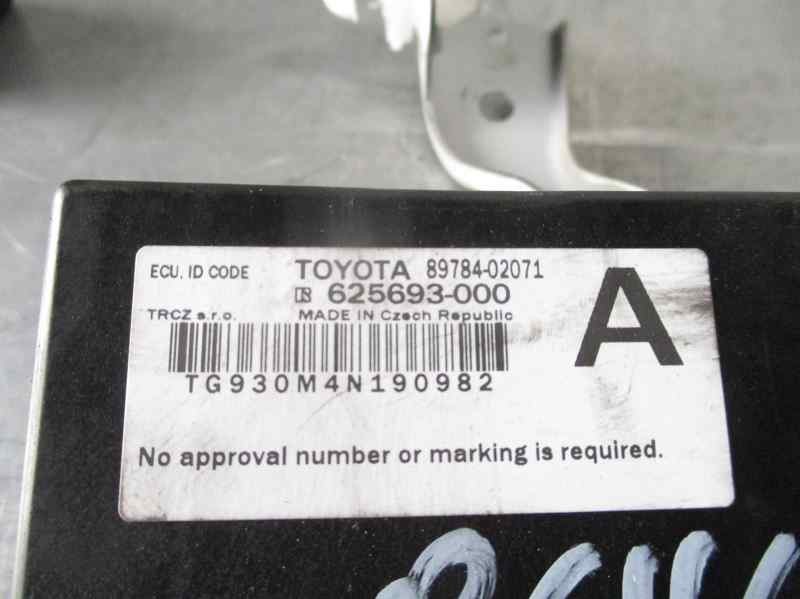 ECU. ID CODE TOYOTA 89784-02071
625693-000
A
TRCZ s.r.o. MADE IN Czech Republic
TG930M4N190982
No approval number or marking is required.